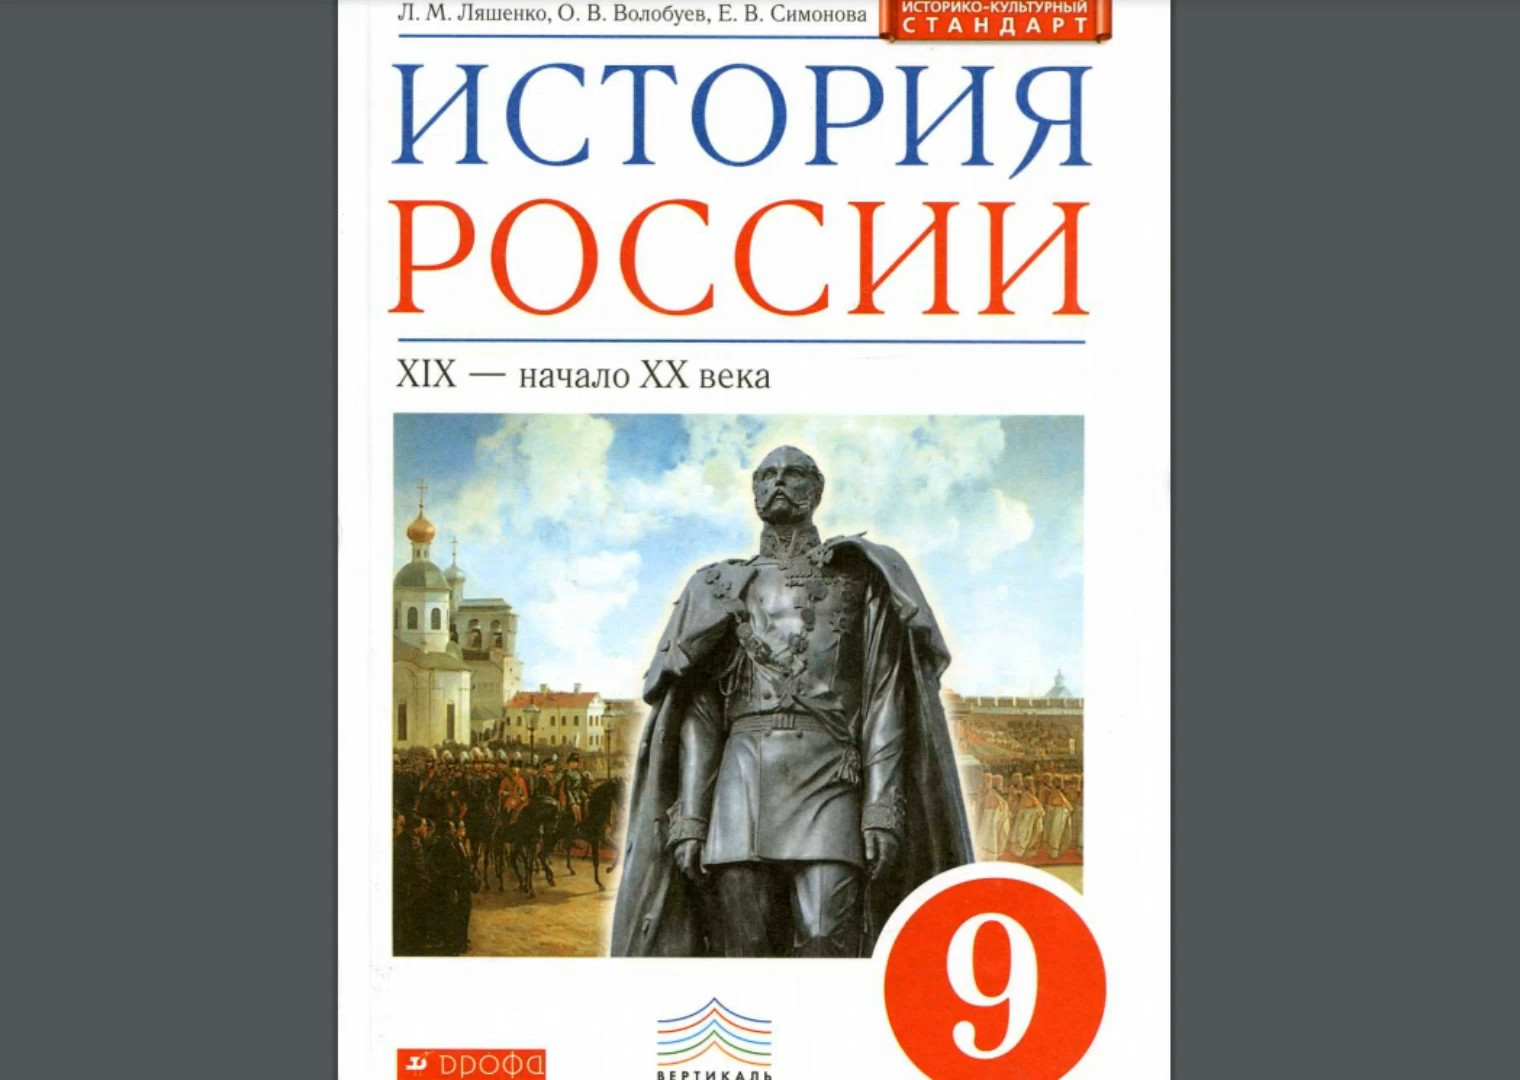 Л. М. Ляшенко, О. В. Волобуев, Е. В. Симонова
ИСТОРИКО-КУЛЬТУРНЫЙ
СТАНДАРТ
ИСТОРИЯ
РОССИИ
XIX — начало XX века
9
ДРОФА
ВЕРТИКАЛЬ